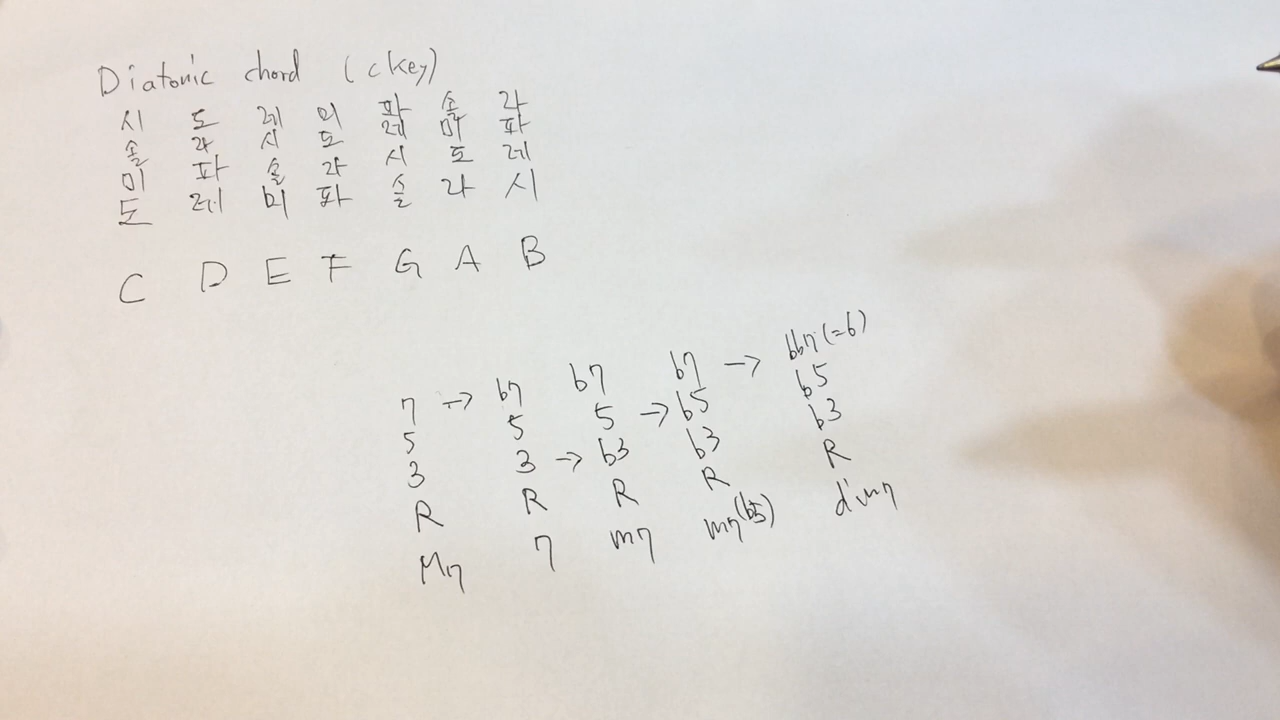 Diatonic chord (c key)
시 도 레 미 파 솔 라
솔 라 시 도 레 미 파
미 파 솔 라 시 도 레
도 레 미 파 솔 라 시
C D E F G A B
7 → b7 b7 b7 → bb7(=6)
5 5 5 → b5 b5
3 3 → b3 b3 b3
R R R R R
M7 7 m7 m7(b5) dim7